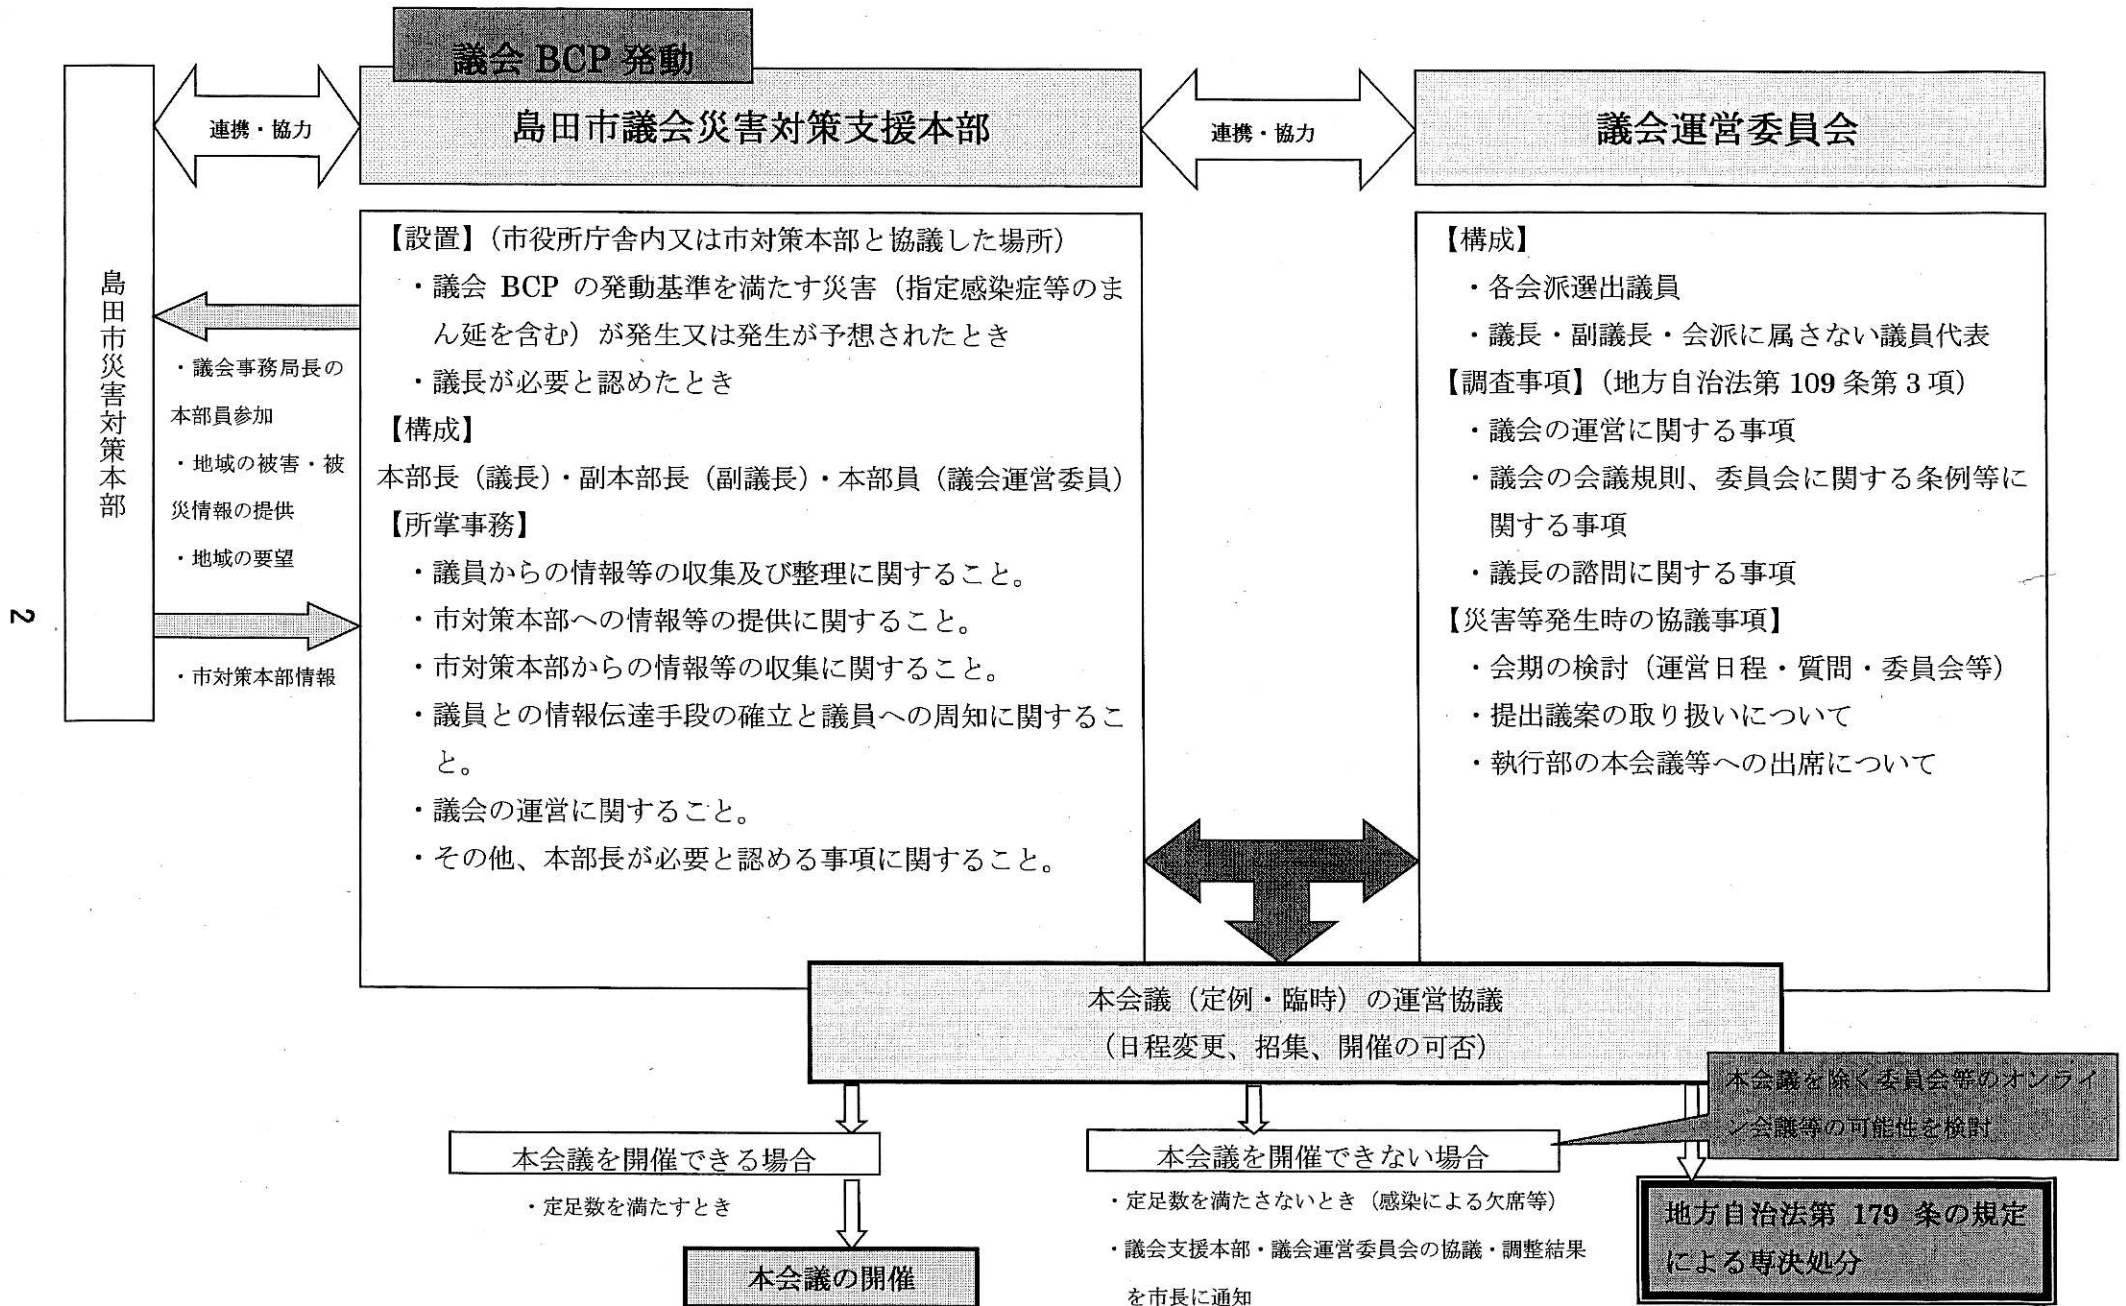 議会 BCP 発動
島田市議会災害対策支援本部
連携・協力
連携・協力
議会運営委員会
島田市災害対策本部
・議会事務局長の
本部員参加
・地域の被害・被
災情報の提供
・地域の要望
・市対策本部情報
【設置】（市役所庁舎内又は市対策本部と協議した場所）
・議会 BCP の発動基準を満たす災害（指定感染症等のま
ん延を含む）が発生又は発生が予想されたとき
・議長が必要と認めたとき
【構成】
本部長（議長）・副本部長（副議長）・本部員（議会運営委員）
【所掌事務】
・議員からの情報等の収集及び整理に関すること。
・市対策本部への情報等の提供に関すること。
・市対策本部からの情報等の収集に関すること。
・議員との情報伝達手段の確立と議員への周知に関するこ
と。
・議会の運営に関すること。
・その他、本部長が必要と認める事項に関すること。
【構成】
・各会派選出議員
・議長・副議長・会派に属さない議員代表
【調査事項】（地方自治法第 109 条第 3 項）
・議会の運営に関する事項
・議会の会議規則、委員会に関する条例等に
関する事項
・議長の諮問に関する事項
【災害等発生時の協議事項】
・会期の検討（運営日程・質問・委員会等）
・提出議案の取り扱いについて
・執行部の本会議等への出席について
本会議（定例・臨時）の運営協議
（日程変更、招集、開催の可否）
本会議を除く委員会等のオンライ
ン会議等の可能性を検討
本会議を開催できる場合
・定足数を満たすとき
本会議の開催
本会議を開催できない場合
・定足数を満たさないとき（感染による欠席等）
・議会支援本部・議会運営委員会の協議・調整結果
を市長に通知
地方自治法第 179 条の規定
による専決処分
2